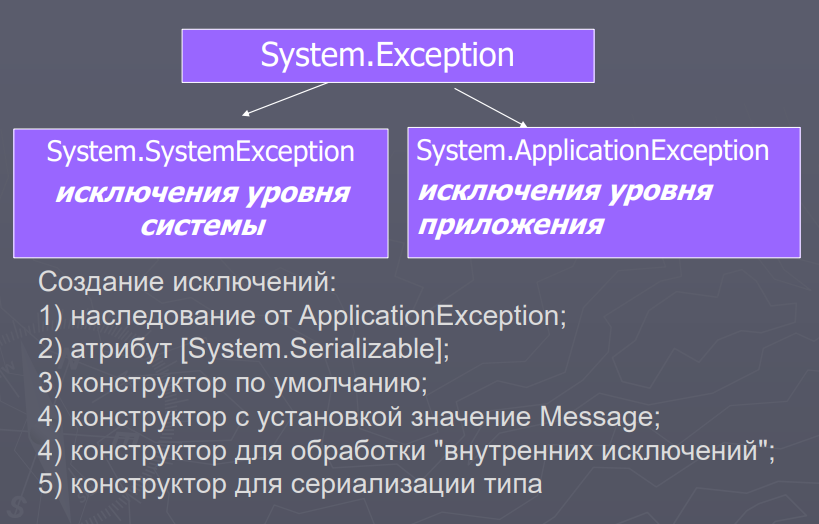 System.Exception
System.SystemException
исключения уровня
системы
System.ApplicationException
исключения уровня
приложения
Создание исключений:
1) наследование от ApplicationException;
2) атрибут [System.Serializable];
3) конструктор по умолчанию;
4) конструктор с установкой значение Message;
4) конструктор для обработки "внутренних исключений";
5) конструктор для сериализации типа